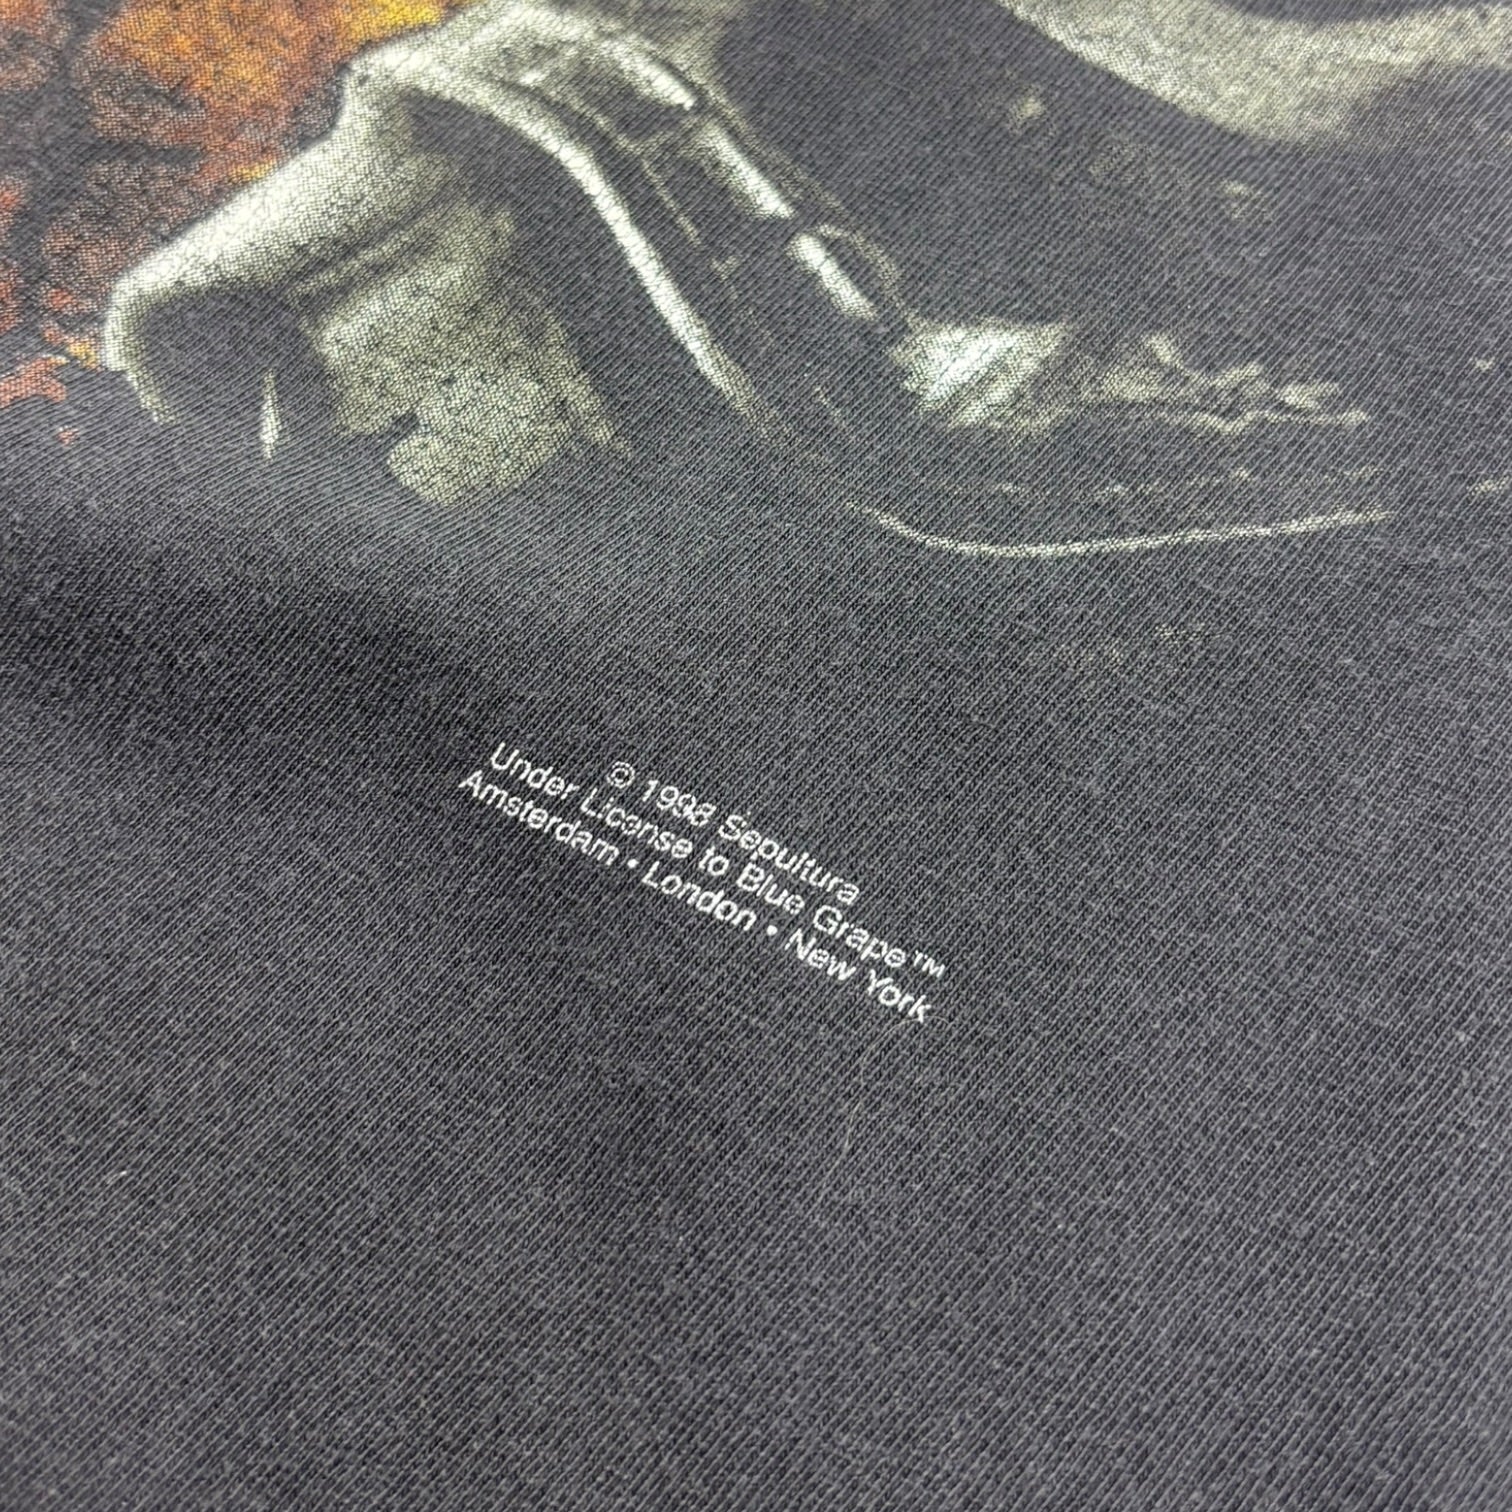 © 1998 Sepultura
Under License to Blue Grape™
Amsterdam • London • New York